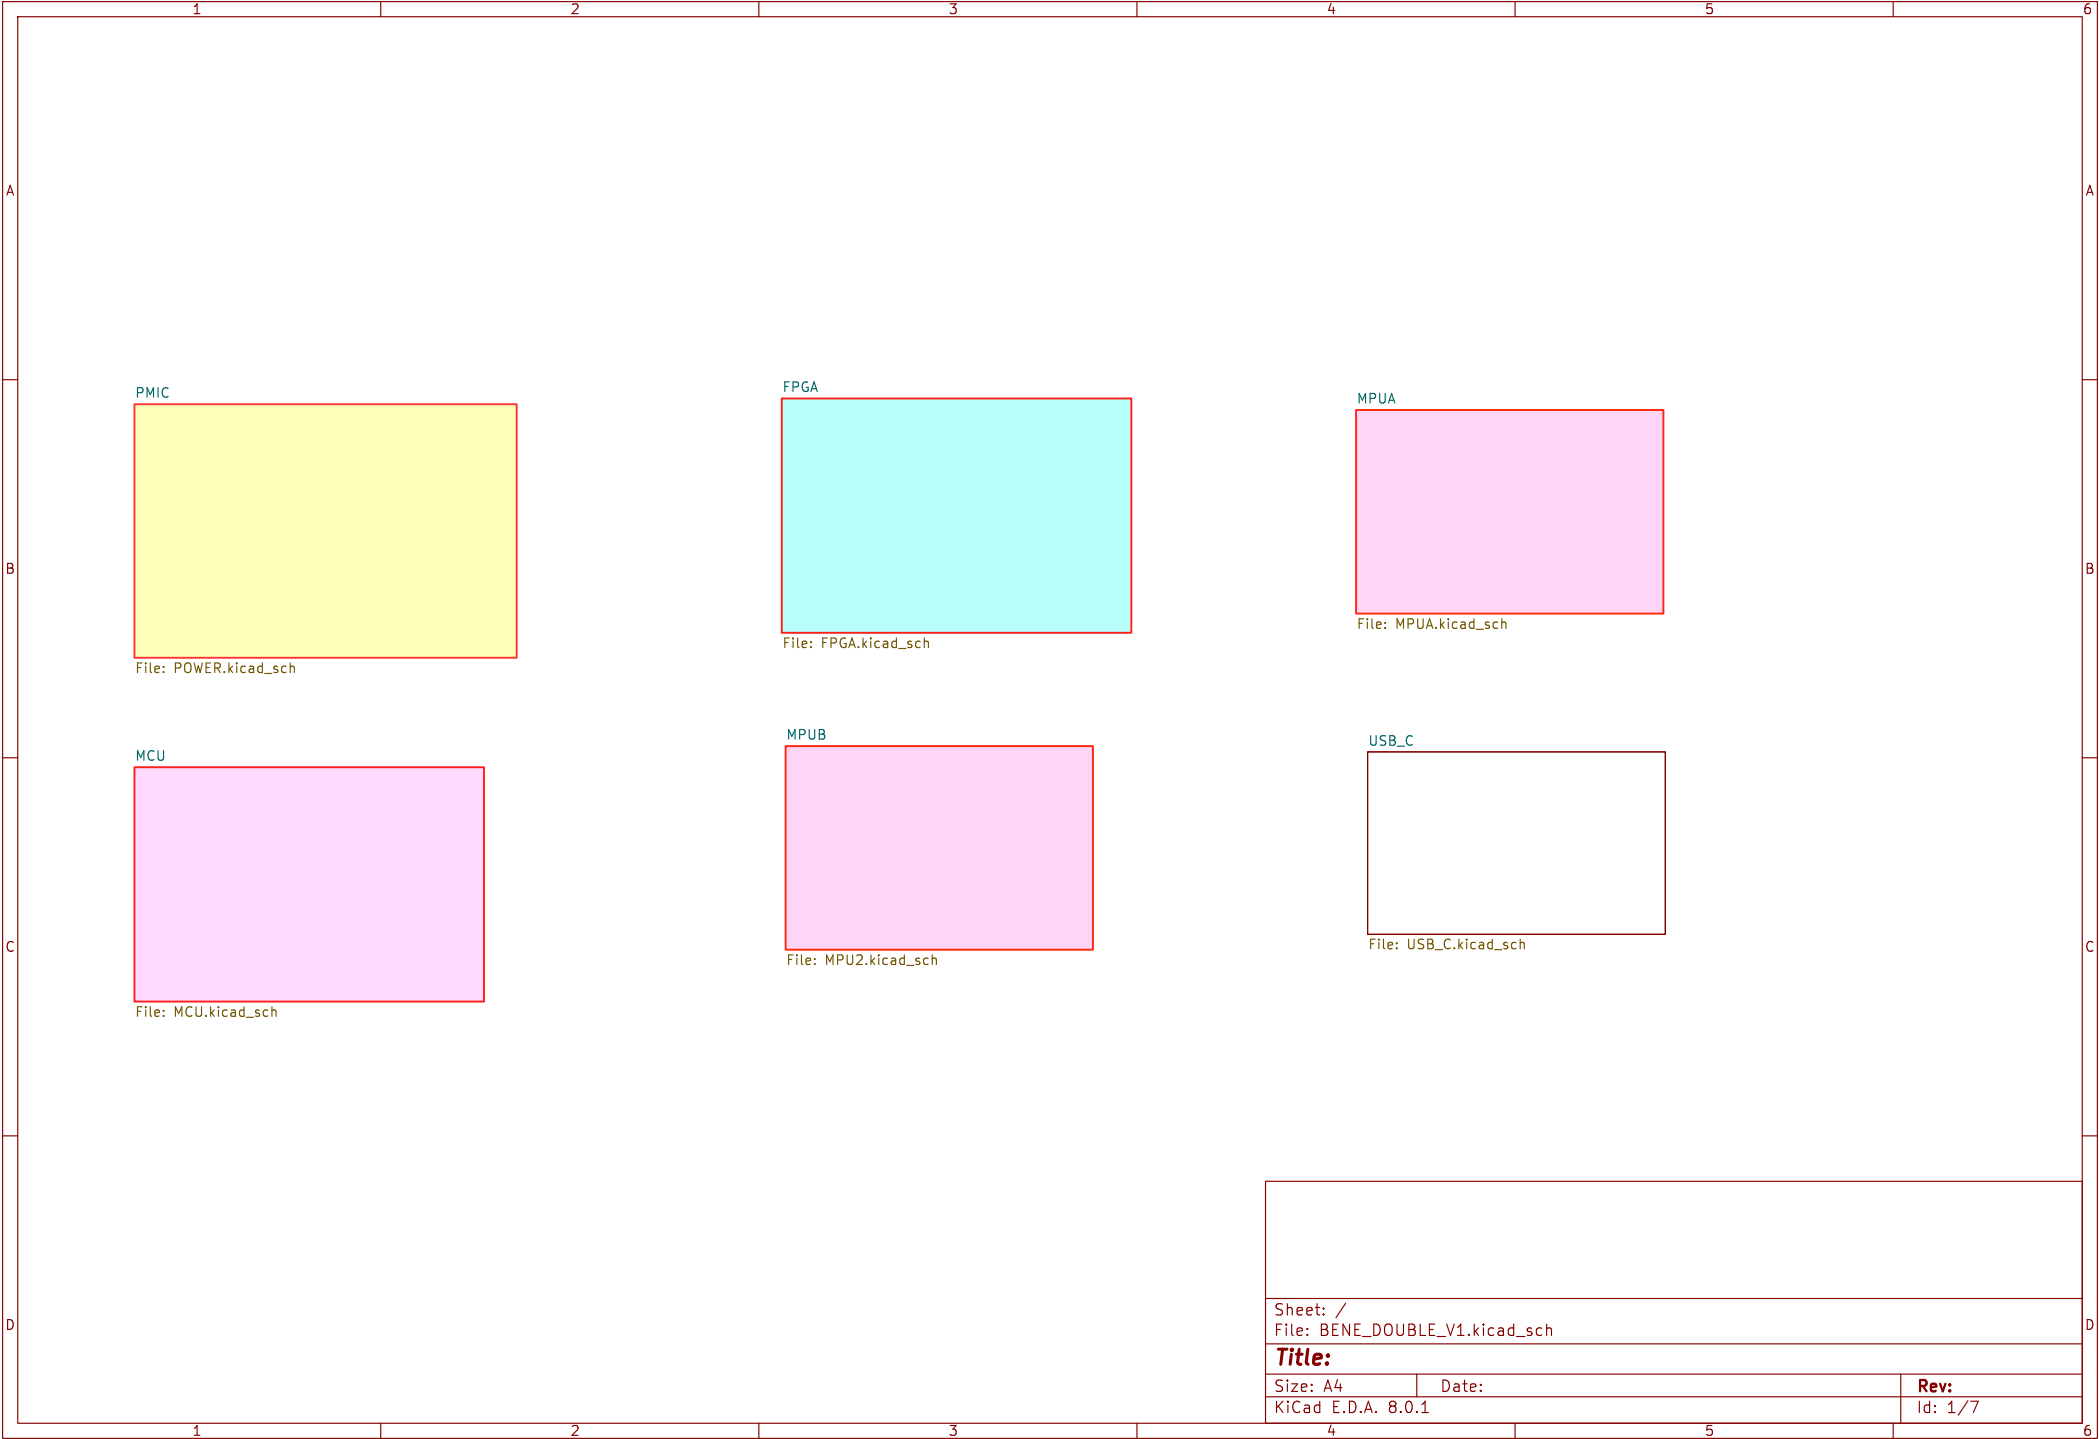 1 2 3 4 5 6
A A
FPGA
PMIC
MPUA
B B
File: MPUA.kicad_sch
File: FPGA.kicad_sch
File: POWER.kicad_sch
MPUB
USB_C
MCU
C C
File: USB_C.kicad_sch
File: MPU2.kicad_sch
File: MCU.kicad_sch
Sheet: /
D D
File: BENE_DOUBLE_V1.kicad_sch
Title:
Size: A4 Date: Rev:
KiCad E.D.A. 8.0.1 Id: 1/7
1 2 3 4 5 6